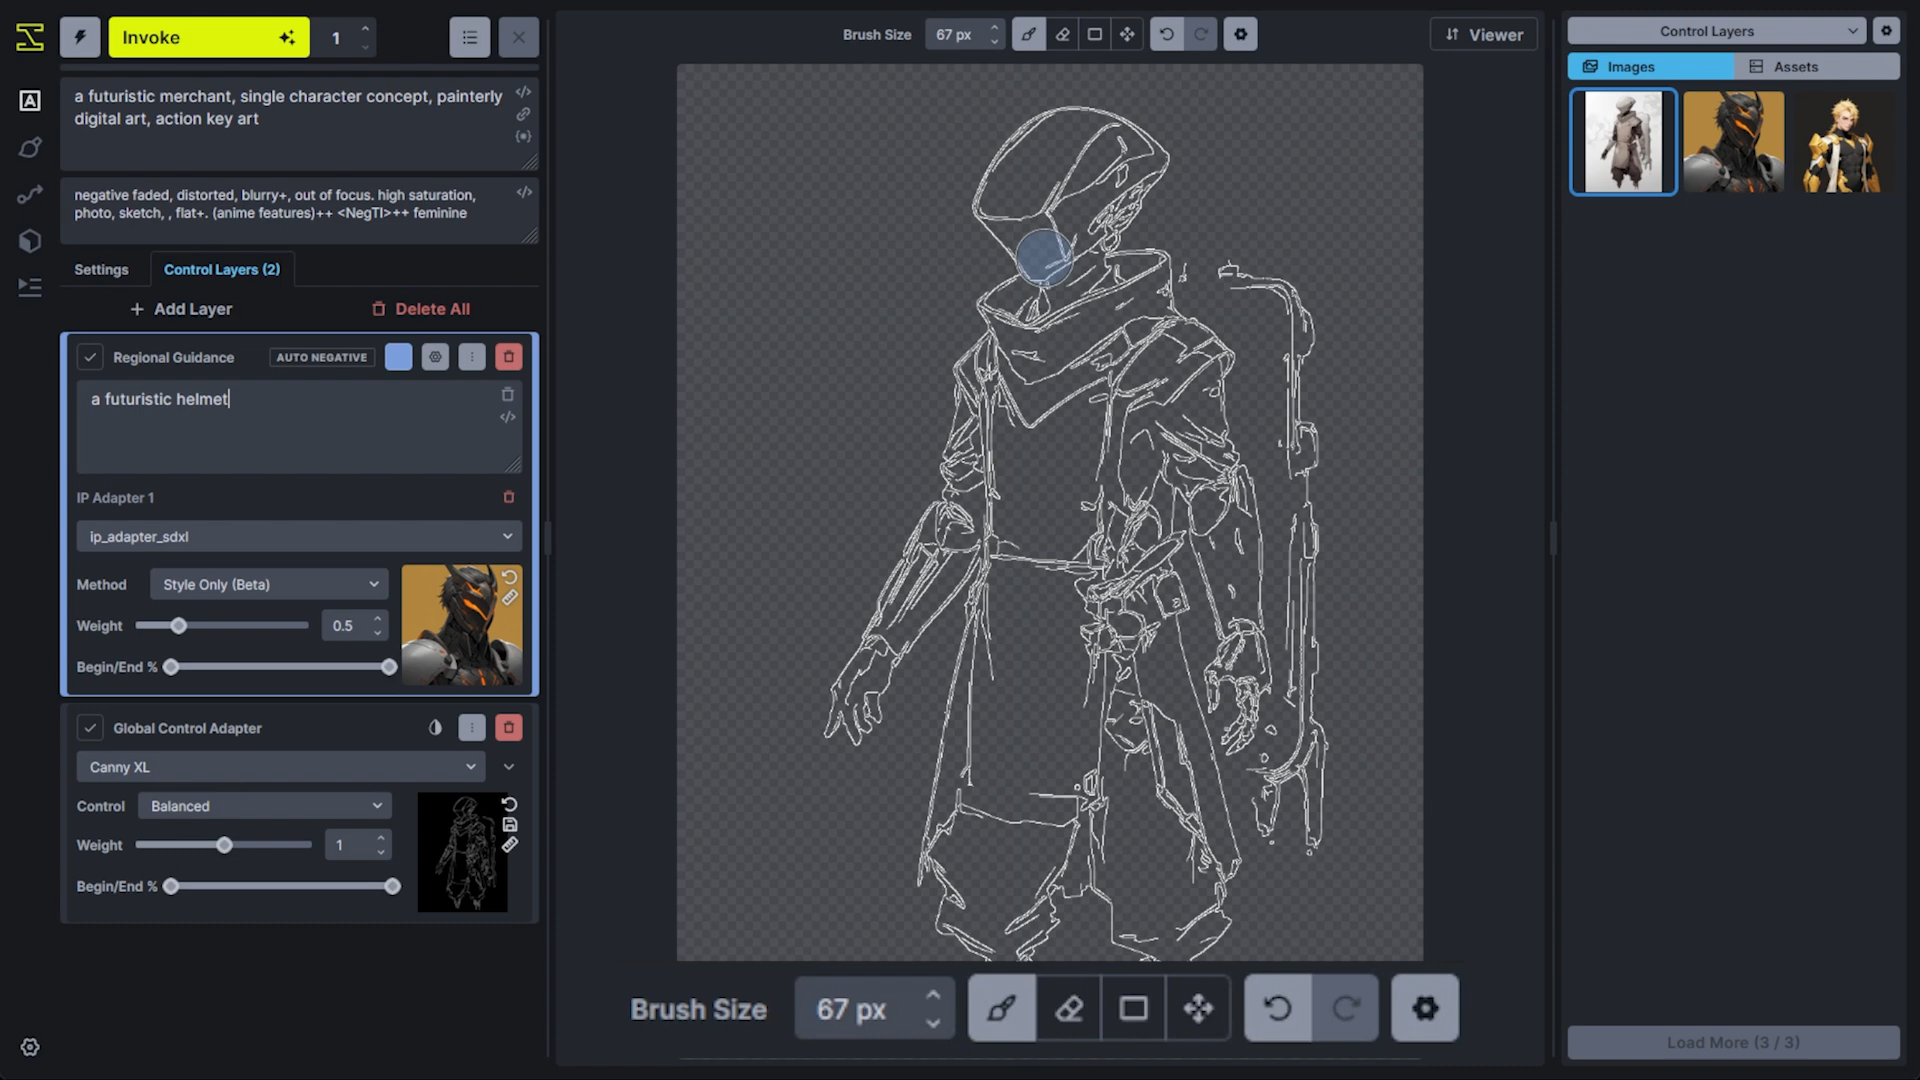 Invoke
1
Brush Size
67 px
Viewer
Control Layers
Images
Assets
a futuristic merchant, single character concept, painterly
digital art, action key art
negative faded, distorted, blurry+, out of focus. high saturation,
photo, sketch, , flat+. (anime features)++ <NegTI>++ feminine
Settings
Control Layers (2)
+ Add Layer
Delete All
Regional Guidance
AUTO NEGATIVE
a futuristic helmet
IP Adapter 1
ip_adapter_sdxl
Method
Style Only (Beta)
Weight
0.5
Begin/End %
Global Control Adapter
Canny XL
Control
Balanced
Weight
1
Begin/End %
Brush Size
67 px
Load More (3 / 3)